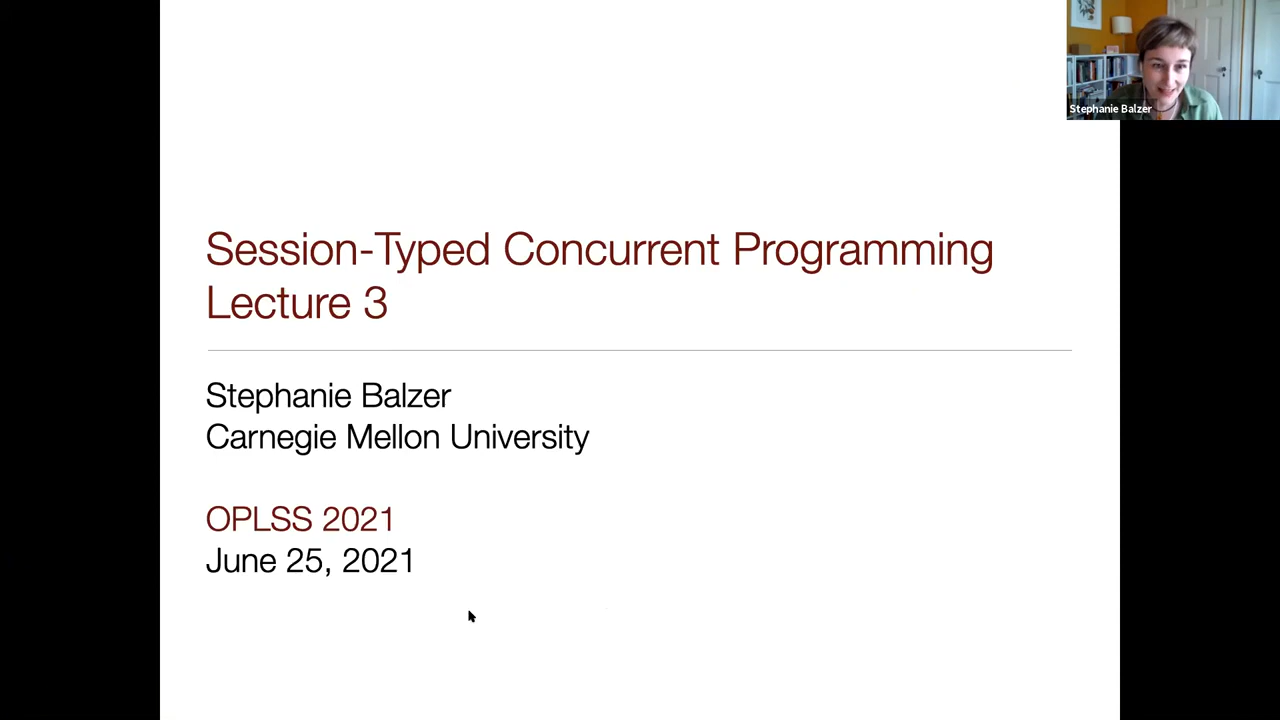 Stephanie Balzer
Session-Typed Concurrent Programming
Lecture 3
Stephanie Balzer
Carnegie Mellon University
OPLSS 2021
June 25, 2021